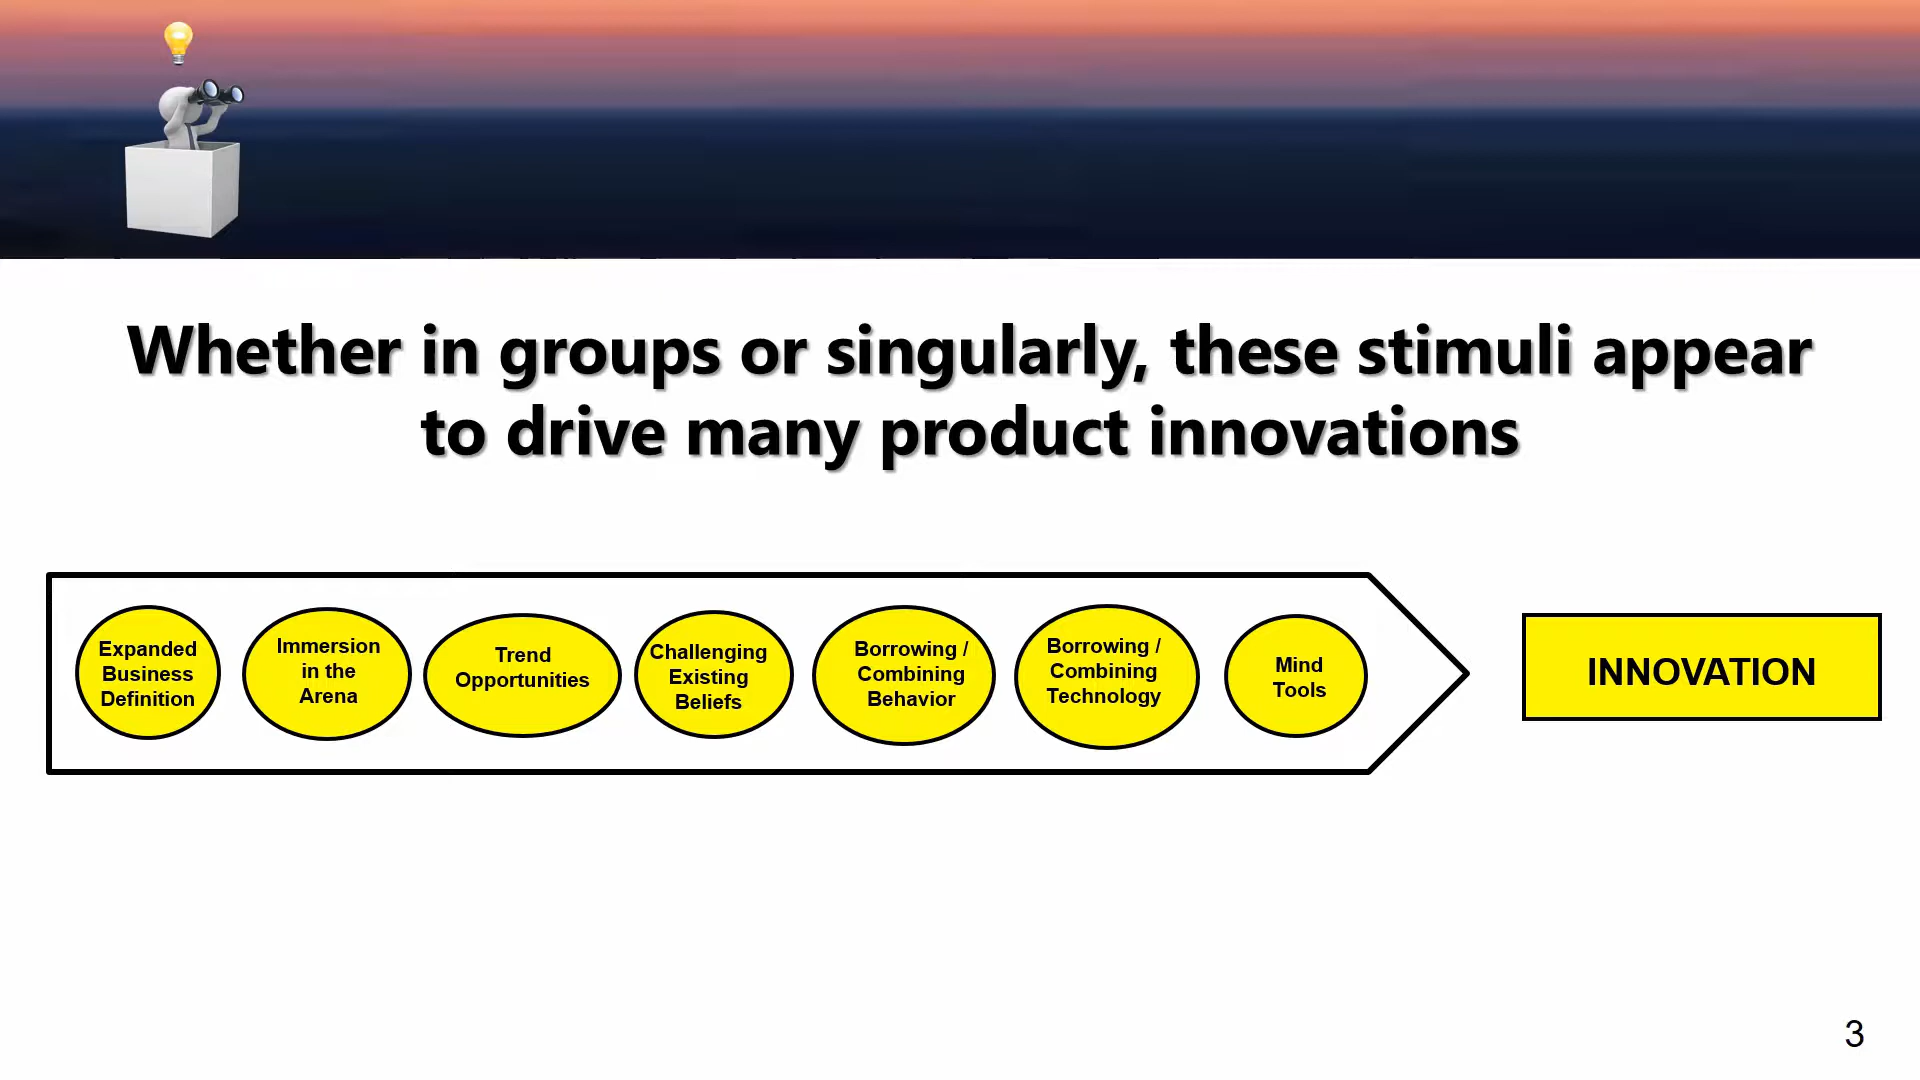 Whether in groups or singularly, these stimuli appear
to drive many product innovations
Expanded
Business
Definition
Immersion
in the
Arena
Trend
Opportunities
Challenging
Existing
Beliefs
Borrowing /
Combining
Behavior
Borrowing /
Combining
Technology
Mind
Tools
INNOVATION
3